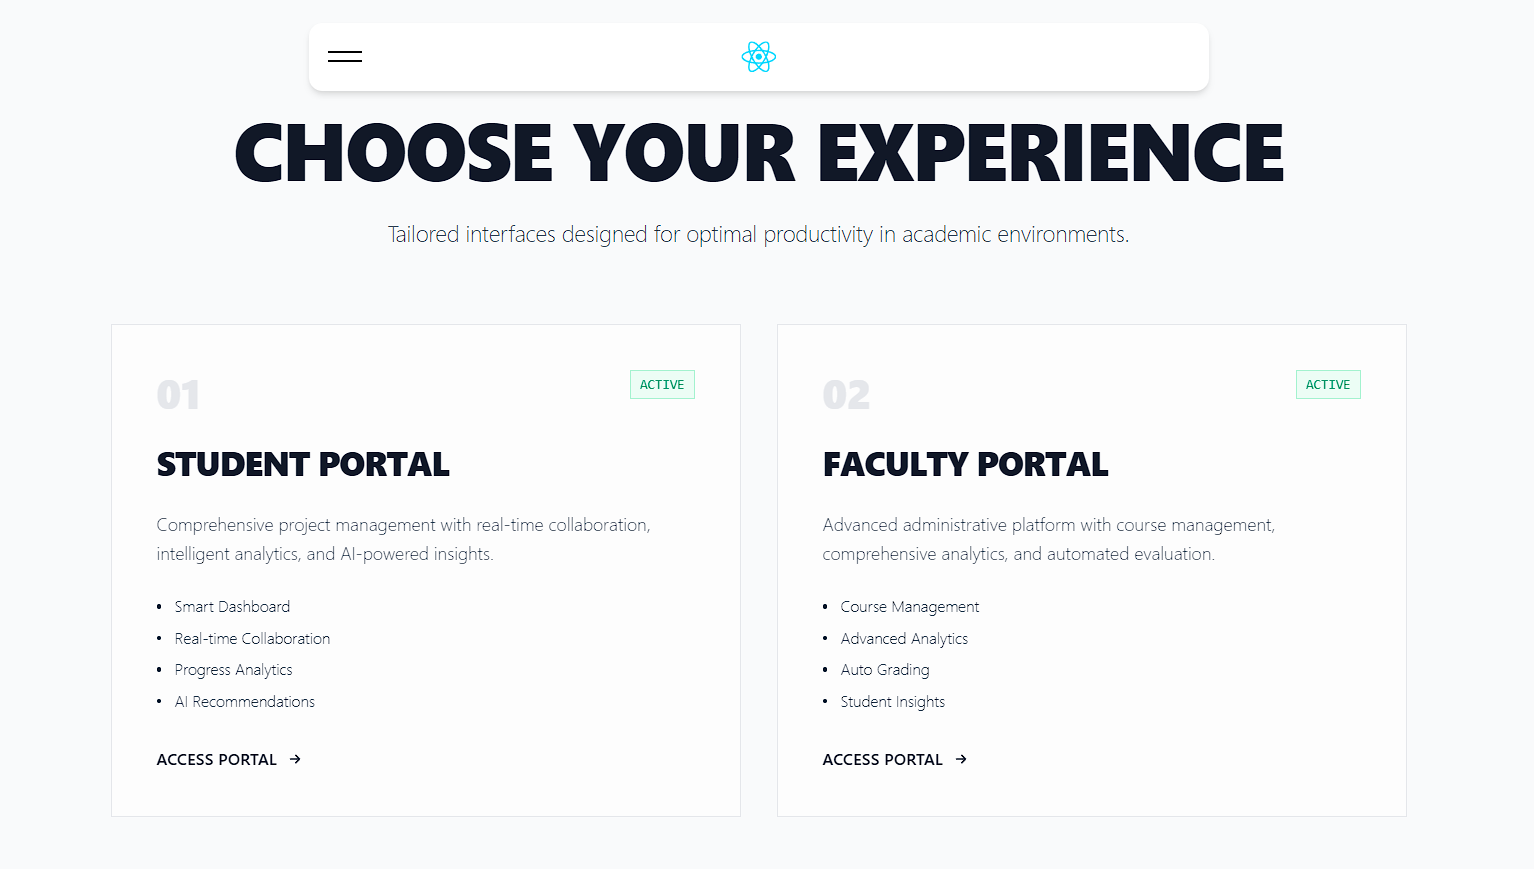 CHOOSE YOUR EXPERIENCE
Tailored interfaces designed for optimal productivity in academic environments.
01
ACTIVE
STUDENT PORTAL
Comprehensive project management with real-time collaboration,
intelligent analytics, and AI-powered insights.
• Smart Dashboard
• Real-time Collaboration
• Progress Analytics
• AI Recommendations
ACCESS PORTAL →
02
ACTIVE
FACULTY PORTAL
Advanced administrative platform with course management,
comprehensive analytics, and automated evaluation.
• Course Management
• Advanced Analytics
• Auto Grading
• Student Insights
ACCESS PORTAL →